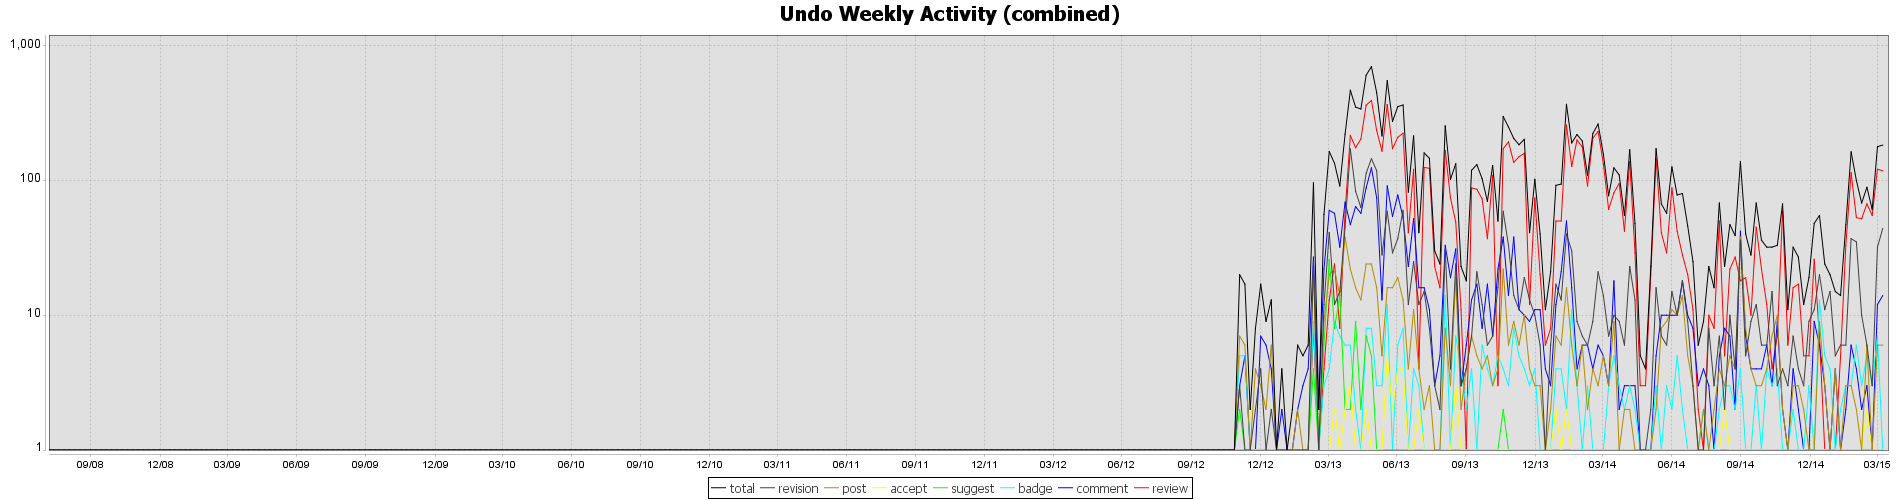 Undo Weekly Activity (combined)
1,000
100
10
1
09/08 12/08 03/09 06/09 09/09 12/09 03/10 06/10 09/10 12/10 03/11 06/11 09/11 12/11 03/12 06/12 09/12 12/12 03/13 06/13 09/13 12/13 03/14 06/14 09/14 12/14 03/15
total revision post accept suggest badge comment review